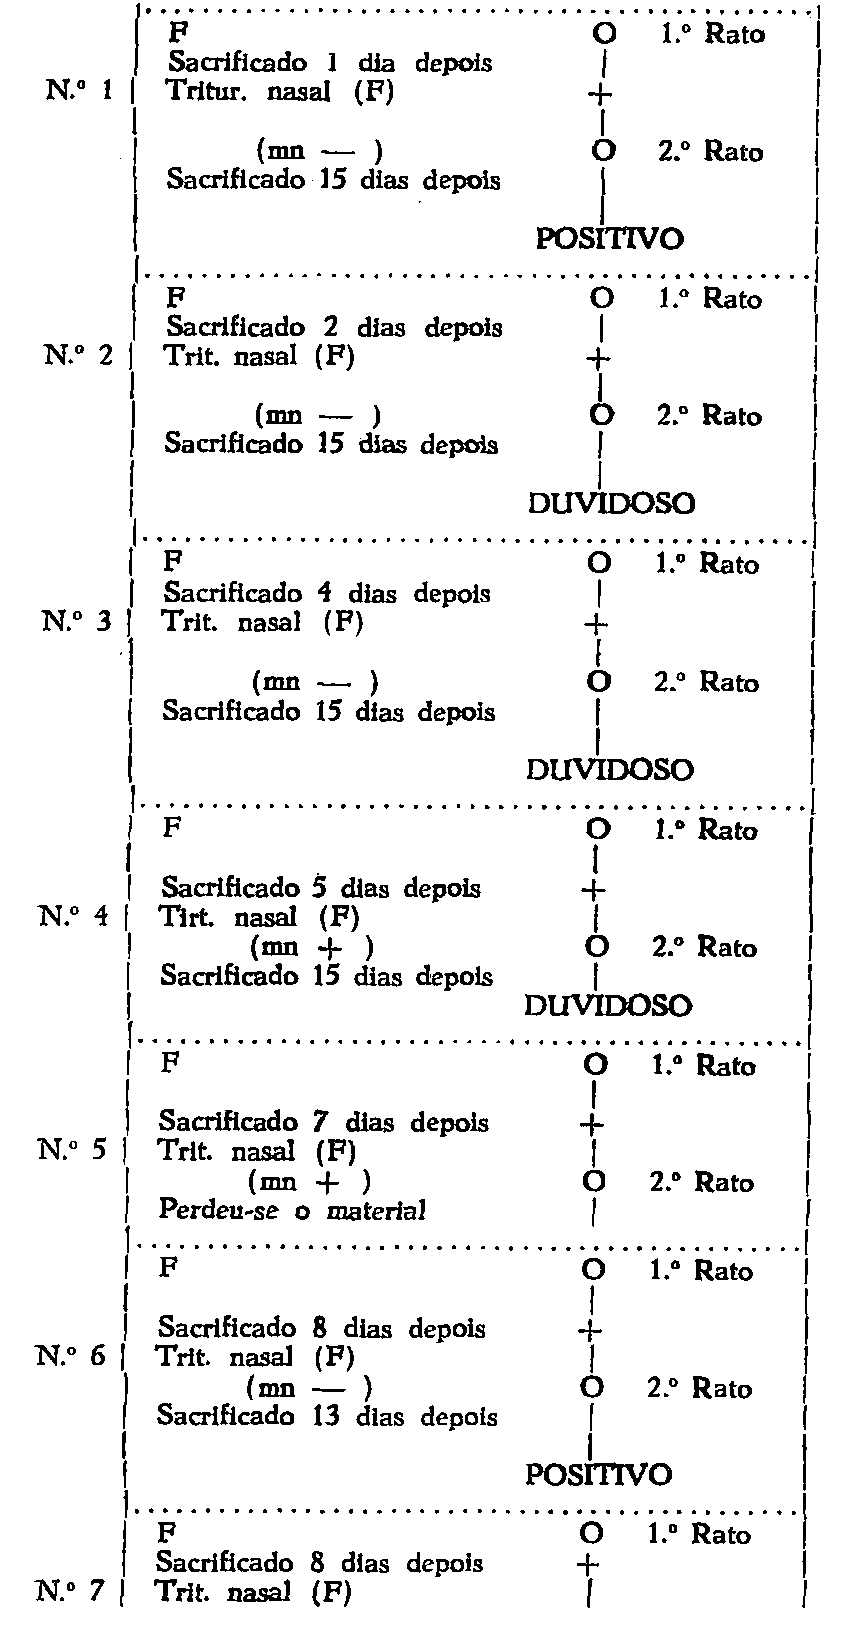 F O 1.º Rato
Sacrificado 1 dia depois
N.º 1 Tritur. nasal (F) +
(mn — ) O 2.º Rato
Sacrificado 15 dias depois
POSITIVO
F O 1.º Rato
Sacrificado 2 dias depois
N.º 2 Trit. nasal (F) +
(mn — ) O 2.º Rato
Sacrificado 15 dias depois
DUVIDOSO
F O 1.º Rato
Sacrificado 4 dias depois
N.º 3 Trit. nasal (F) +
(mn — ) O 2.º Rato
Sacrificado 15 dias depois
DUVIDOSO
F O 1.º Rato
Sacrificado 5 dias depois +
N.º 4 Tirt. nasal (F)
(mn + ) O 2.º Rato
Sacrificado 15 dias depois
DUVIDOSO
F O 1.º Rato
Sacrificado 7 dias depois +
N.º 5 Trit. nasal (F)
(mn + ) O 2.º Rato
Perdeu-se o material
F O 1.º Rato
Sacrificado 8 dias depois +
N.º 6 Trit. nasal (F)
(mn — ) O 2.º Rato
Sacrificado 13 dias depois
POSITIVO
F O 1.º Rato
Sacrificado 8 dias depois +
N.º 7 Trit. nasal (F)